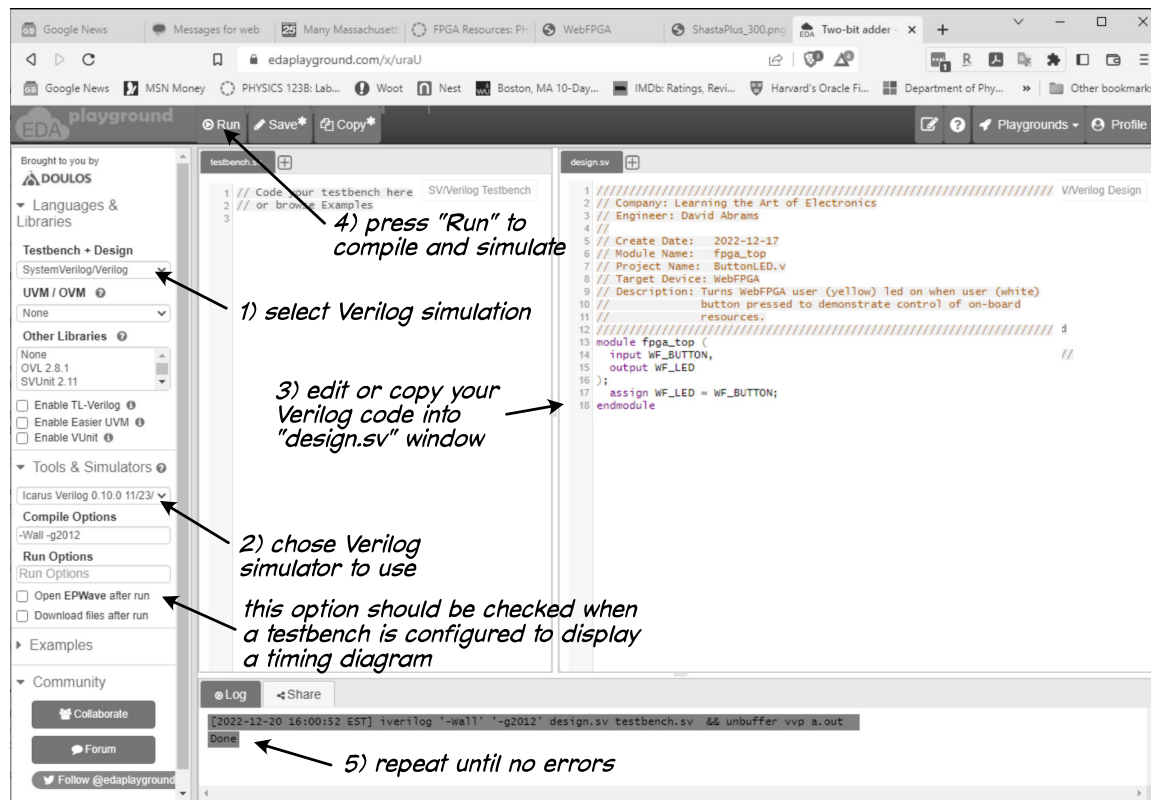 Google News
Messages for web
25 Many Massachusett
FPGA Resources: PH
WebFPGA
ShastaPlus_300.png
EDA Two-bit adder -
edaplayground.com/x/uraU
Google News
MSN Money
PHYSICS 123B: Lab...
Woot
Nest
Boston, MA 10-Day...
IMDb: Ratings, Revi...
Harvard's Oracle Fi...
Department of Phy...
Other bookmarks
EDA playground
Run
Save*
Copy*
Playgrounds
Profile
Brought to you by
DOULOS
Languages &
Libraries
Testbench + Design
SystemVerilog/Verilog
UVM / OVM
None
Other Libraries
None
OVL 2.8.1
SVUnit 2.11
Enable TL-Verilog
Enable Easier UVM
Enable VUnit
Tools & Simulators
Icarus Verilog 0.10.0 11/23/
Compile Options
-Wall -g2012
Run Options
Run Options
Open EPWave after run
Download files after run
Examples
Community
Collaborate
Forum
Follow @edaplayground
testbench.s
SV/Verilog Testbench
1 // Code your testbench here
2 // or browse Examples
3
4) press "Run" to
compile and simulate
1) select Verilog simulation
3) edit or copy your
Verilog code into
"design.sv" window
2) chose Verilog
simulator to use
this option should be checked when
a testbench is configured to display
a timing diagram
design.sv
V/Verilog Design
1 //////////////////////////////////////////////////////////////////////
2 // Company: Learning the Art of Electronics
3 // Engineer: David Abrams
4 //
5 // Create Date:   2022-12-17
6 // Module Name:   fpga_top
7 // Project Name:  ButtonLED.v
8 // Target Device: WebFPGA
9 // Description: Turns WebFPGA user (yellow) led on when user (white)
10 //              button pressed to demonstrate control of on-board
11 //              resources.
12 ////////////////////////////////////////////////////////////////////// d
13 module fpga_top (
14   input WF_BUTTON, //
15   output WF_LED
16 );
17   assign WF_LED = WF_BUTTON;
18 endmodule
Log
Share
[2022-12-20 16:00:52 EST] iverilog '-Wall' '-g2012' design.sv testbench.sv  && unbuffer vvp a.out
Done
5) repeat until no errors